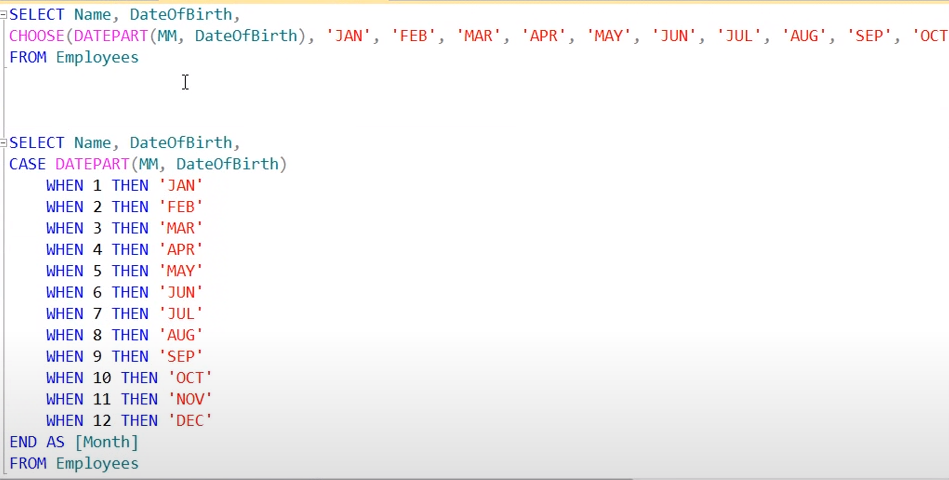 SELECT Name, DateOfBirth,
CHOOSE(DATEPART(MM, DateOfBirth), 'JAN', 'FEB', 'MAR', 'APR', 'MAY', 'JUN', 'JUL', 'AUG', 'SEP', 'OCT
FROM Employees
SELECT Name, DateOfBirth,
CASE DATEPART(MM, DateOfBirth)
WHEN 1 THEN 'JAN'
WHEN 2 THEN 'FEB'
WHEN 3 THEN 'MAR'
WHEN 4 THEN 'APR'
WHEN 5 THEN 'MAY'
WHEN 6 THEN 'JUN'
WHEN 7 THEN 'JUL'
WHEN 8 THEN 'AUG'
WHEN 9 THEN 'SEP'
WHEN 10 THEN 'OCT'
WHEN 11 THEN 'NOV'
WHEN 12 THEN 'DEC'
END AS [Month]
FROM Employees